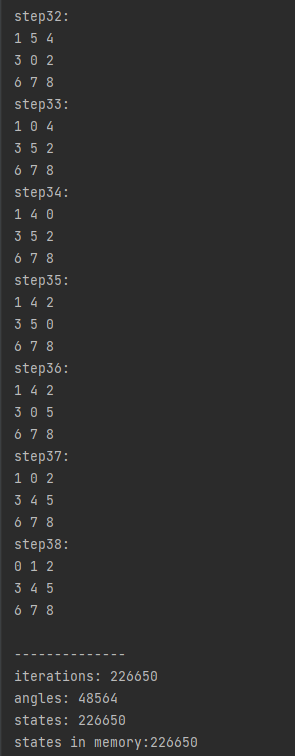 step32:
1 5 4
3 0 2
6 7 8
step33:
1 0 4
3 5 2
6 7 8
step34:
1 4 0
3 5 2
6 7 8
step35:
1 4 2
3 5 0
6 7 8
step36:
1 4 2
3 0 5
6 7 8
step37:
1 0 2
3 4 5
6 7 8
step38:
0 1 2
3 4 5
6 7 8
--------------
iterations: 226650
angles: 48564
states: 226650
states in memory:226650